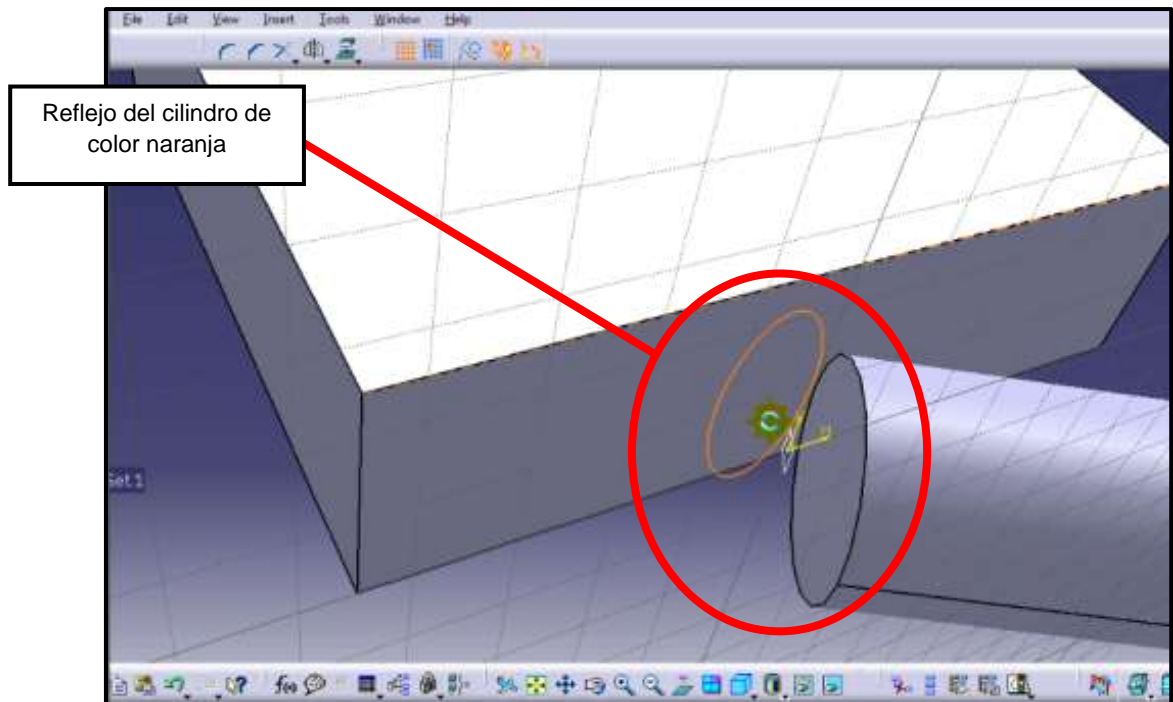 File Edit View Insert Tools Window Help
Reflejo del cilindro de
color naranja
Set 1
f(x)